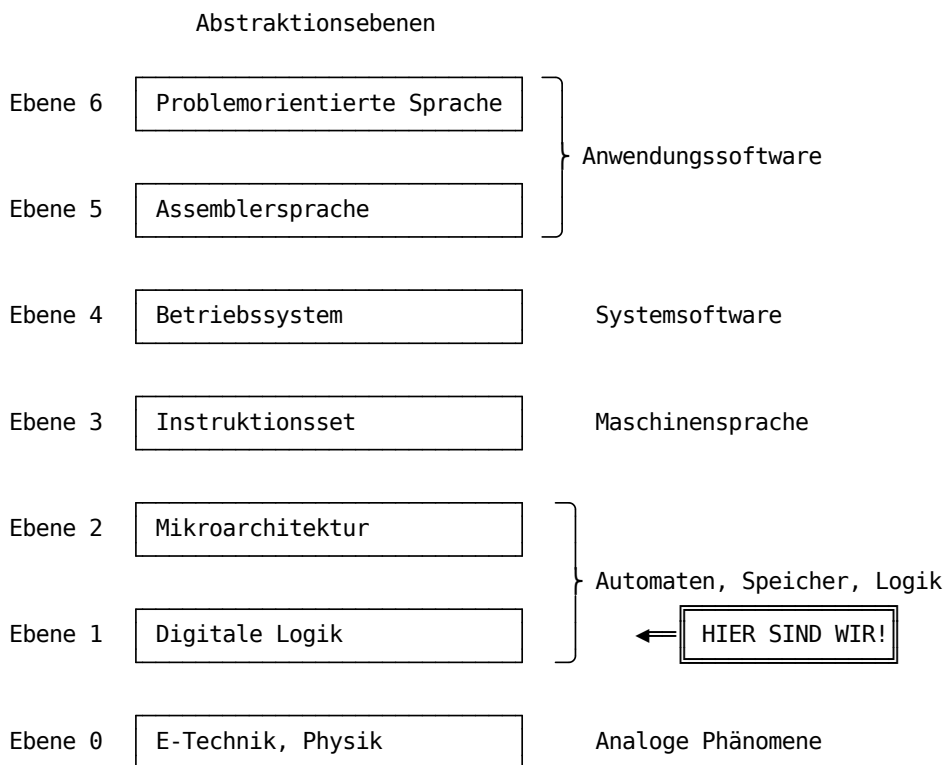 Abstraktionsebenen
Ebene 6 Problemorientierte Sprache
Anwendungssoftware
Ebene 5 Assemblersprache
Ebene 4 Betriebssystem Systemsoftware
Ebene 3 Instruktionsset Maschinensprache
Ebene 2 Mikroarchitektur
Automaten, Speicher, Logik
Ebene 1 Digitale Logik HIER SIND WIR!
Ebene 0 E-Technik, Physik Analoge Phänomene